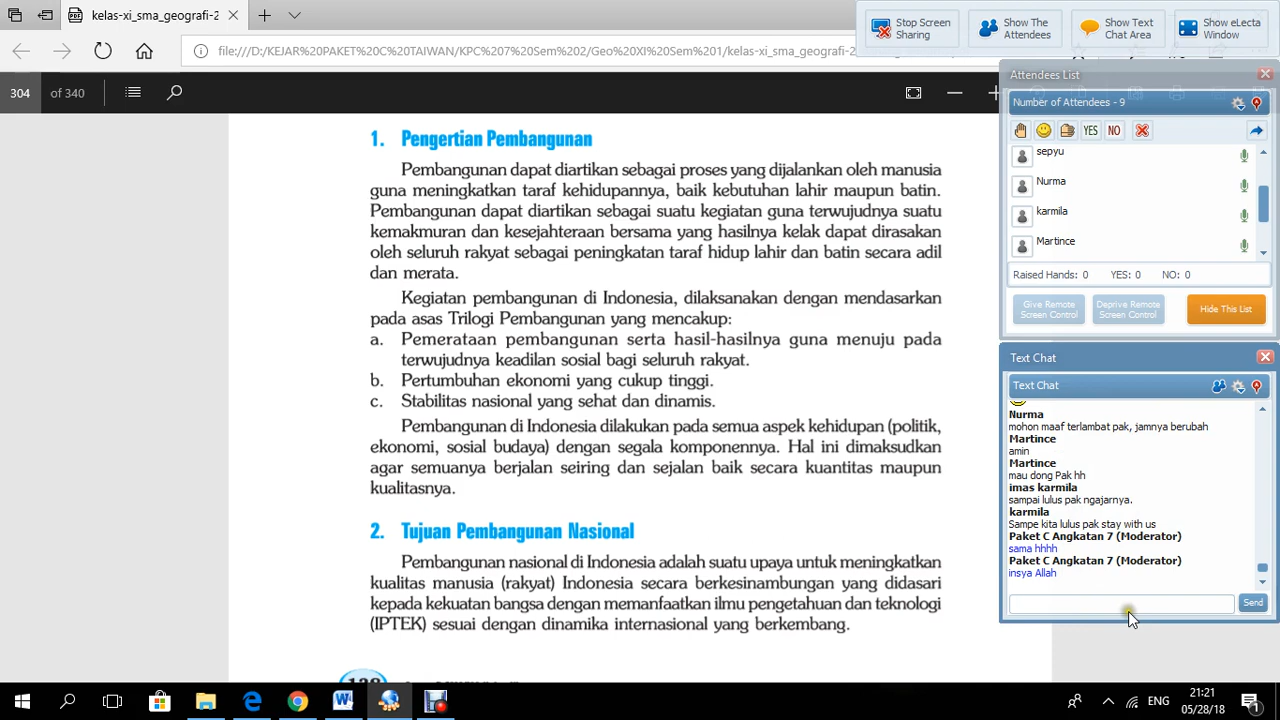 kelas-xi_sma_geografi-2
file:///D:/KEJAR%20PAKET%20C%20TAIWAN/KPC%207%20Sem%202/Geo%20XI%20Sem%201/kelas-xi_sma_geografi-2
Stop Screen Sharing
Show The Attendees
Show Text Chat Area
Show eLecta Window
304 of 340
1. Pengertian Pembangunan
Pembangunan dapat diartikan sebagai proses yang dijalankan oleh manusia
guna meningkatkan taraf kehidupannya, baik kebutuhan lahir maupun batin.
Pembangunan dapat diartikan sebagai suatu kegiatan guna terwujudnya suatu
kemakmuran dan kesejahteraan bersama yang hasilnya kelak dapat dirasakan
oleh seluruh rakyat sebagai peningkatan taraf hidup lahir dan batin secara adil
dan merata.
Kegiatan pembangunan di Indonesia, dilaksanakan dengan mendasarkan
pada asas Trilogi Pembangunan yang mencakup:
a. Pemerataan pembangunan serta hasil-hasilnya guna menuju pada
terwujudnya keadilan sosial bagi seluruh rakyat.
b. Pertumbuhan ekonomi yang cukup tinggi.
c. Stabilitas nasional yang sehat dan dinamis.
Pembangunan di Indonesia dilakukan pada semua aspek kehidupan (politik,
ekonomi, sosial budaya) dengan segala komponennya. Hal ini dimaksudkan
agar semuanya berjalan seiring dan sejalan baik secara kuantitas maupun
kualitasnya.
2. Tujuan Pembangunan Nasional
Pembangunan nasional di Indonesia adalah suatu upaya untuk meningkatkan
kualitas manusia (rakyat) Indonesia secara berkesinambungan yang didasari
kepada kekuatan bangsa dengan memanfaatkan ilmu pengetahuan dan teknologi
(IPTEK) sesuai dengan dinamika internasional yang berkembang.
Attendees List
Number of Attendees - 9
YES NO
sepyu
Nurma
karmila
Martince
Raised Hands: 0 YES: 0 NO: 0
Give Remote Screen Control
Deprive Remote Screen Control
Hide This List
Text Chat
Text Chat
Nurma
mohon maaf terlambat pak, jamnya berubah
Martince
amin
Martince
mau dong Pak hh
imas karmila
sampai lulus pak ngajarnya.
karmila
Sampe kita lulus pak stay with us
Paket C Angkatan 7 (Moderator)
sama hhhh
Paket C Angkatan 7 (Moderator)
insya Allah
Send
ENG
21:21
05/28/18
1